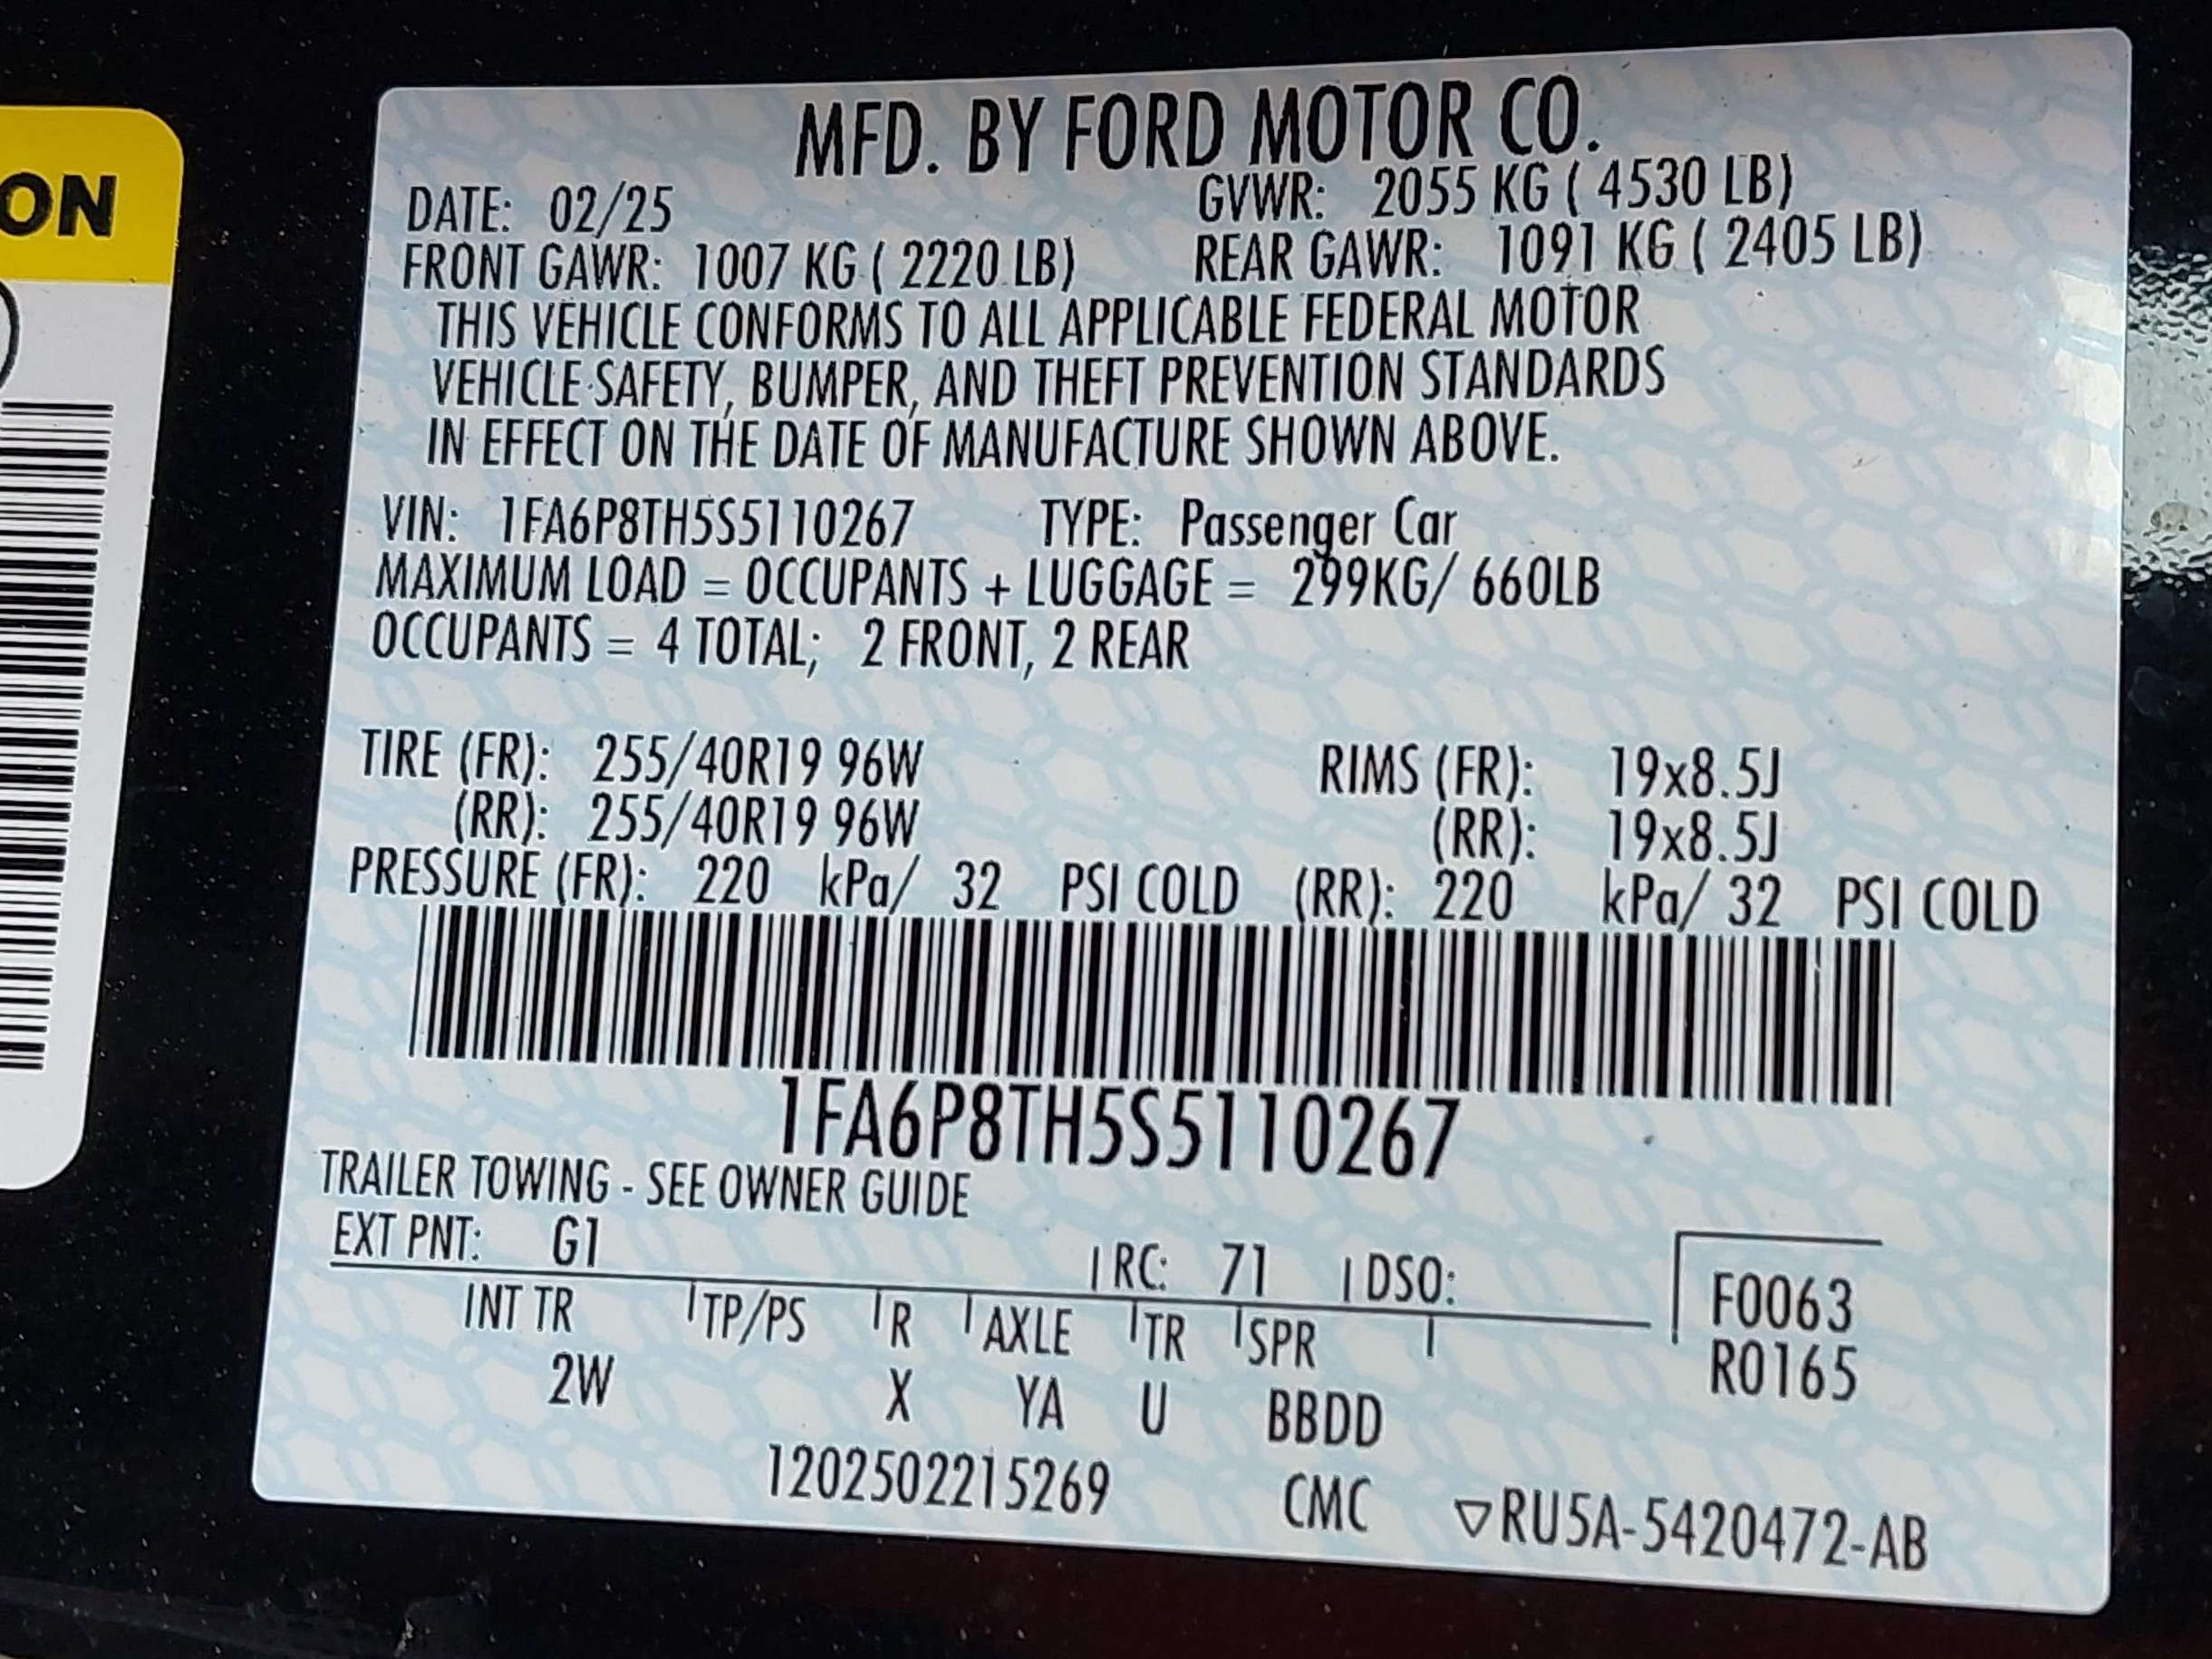 ON
MFD. BY FORD MOTOR CO.
DATE: 02/25 GVWR: 2055 KG ( 4530 LB)
FRONT GAWR: 1007 KG ( 2220 LB) REAR GAWR: 1091 KG ( 2405 LB)
THIS VEHICLE CONFORMS TO ALL APPLICABLE FEDERAL MOTOR
VEHICLE SAFETY, BUMPER, AND THEFT PREVENTION STANDARDS
IN EFFECT ON THE DATE OF MANUFACTURE SHOWN ABOVE.
VIN: 1FA6P8TH5S5110267 TYPE: Passenger Car
MAXIMUM LOAD = OCCUPANTS + LUGGAGE = 299KG/ 660LB
OCCUPANTS = 4 TOTAL; 2 FRONT, 2 REAR
TIRE (FR): 255/40R19 96W RIMS (FR): 19x8.5J
(RR): 255/40R19 96W (RR): 19x8.5J
PRESSURE (FR): 220 kPa/ 32 PSI COLD (RR): 220 kPa/ 32 PSI COLD
1FA6P8TH5S5110267
TRAILER TOWING - SEE OWNER GUIDE
EXT PNT: G1 RC: 71 DSO: F0063
INT TR TP/PS R AXLE TR SPR R0165
2W X YA U BBDD
1202502215269 CMC ▽RU5A-5420472-AB